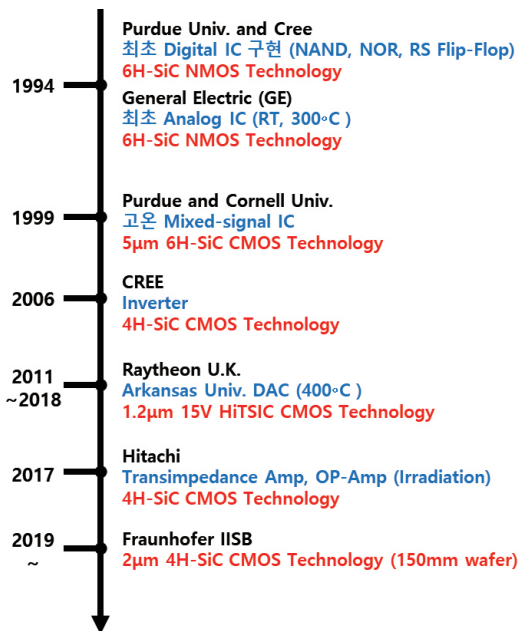 1994
Purdue Univ. and Cree
최초 Digital IC 구현 (NAND, NOR, RS Flip-Flop)
6H-SiC NMOS Technology
General Electric (GE)
최초 Analog IC (RT, 300∘C )
6H-SiC NMOS Technology
1999
Purdue and Cornell Univ.
고온 Mixed-signal IC
5μm 6H-SiC CMOS Technology
2006
CREE
Inverter
4H-SiC CMOS Technology
2011
~2018
Raytheon U.K.
Arkansas Univ. DAC (400∘C )
1.2μm 15V HiTSIC CMOS Technology
2017
Hitachi
Transimpedance Amp, OP-Amp (Irradiation)
4H-SiC CMOS Technology
2019
~
Fraunhofer IISB
2μm 4H-SiC CMOS Technology (150mm wafer)